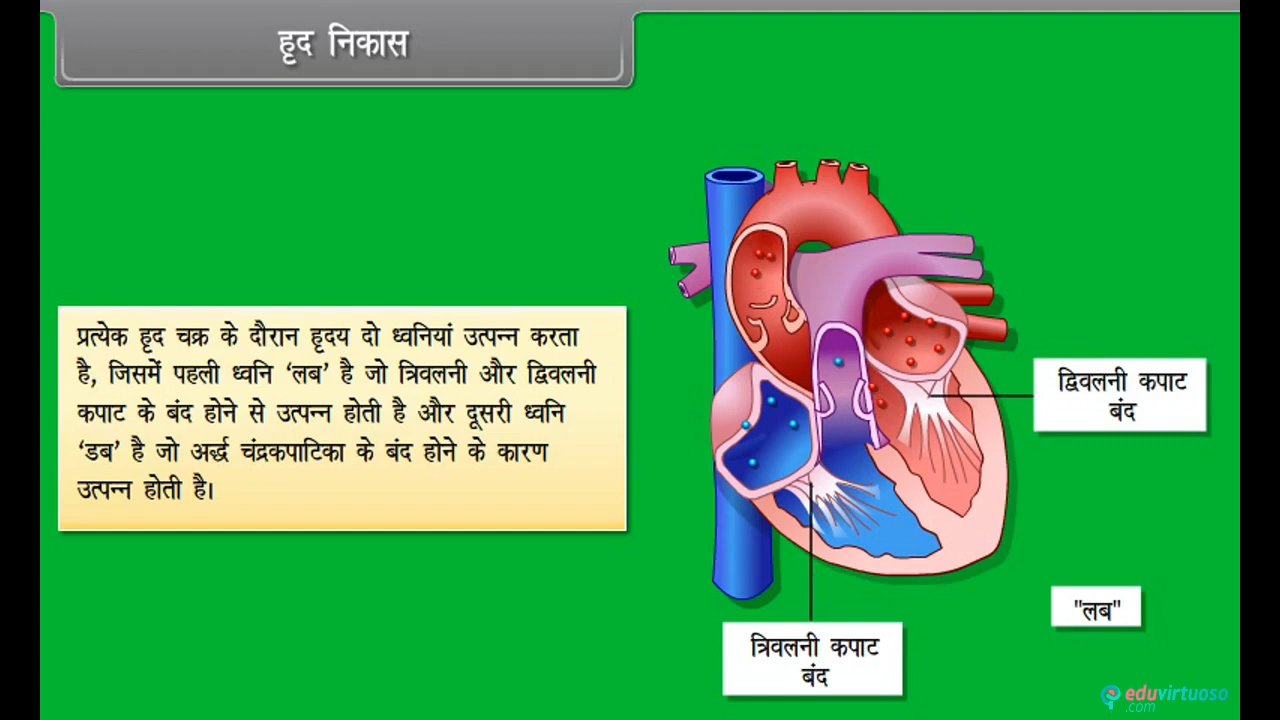 हृद निकास
प्रत्येक हृद चक्र के दौरान हृदय दो ध्वनियां उत्पन्न करता
है, जिसमें पहली ध्वनि ‘लब’ है जो त्रिवलनी और द्विवलनी
कपाट के बंद होने से उत्पन्न होती है और दूसरी ध्वनि
‘डब’ है जो अर्द्ध चंद्रकपाटिका के बंद होने के कारण
उत्पन्न होती है।
द्विवलनी कपाट
बंद
"लब"
त्रिवलनी कपाट
बंद
eduvirtuoso
.com